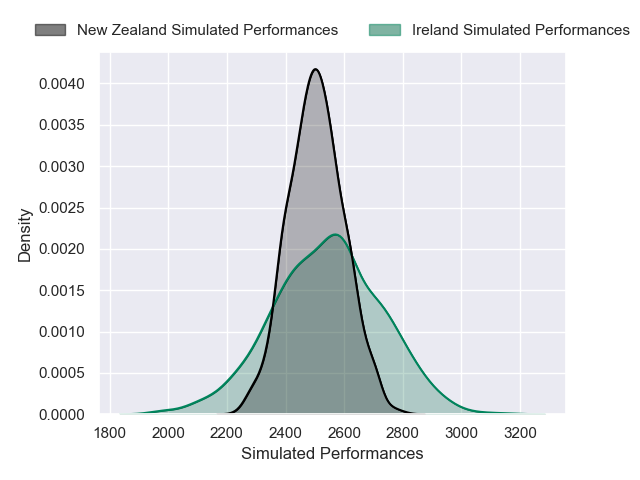 New Zealand Simulated Performances Ireland Simulated Performances
0.0040
0.0035
0.0030
0.0025
0.0020
0.0015
0.0010
0.0005
0.0000
Density
1800 2000 2200 2400 2600 2800 3000 3200
Simulated Performances